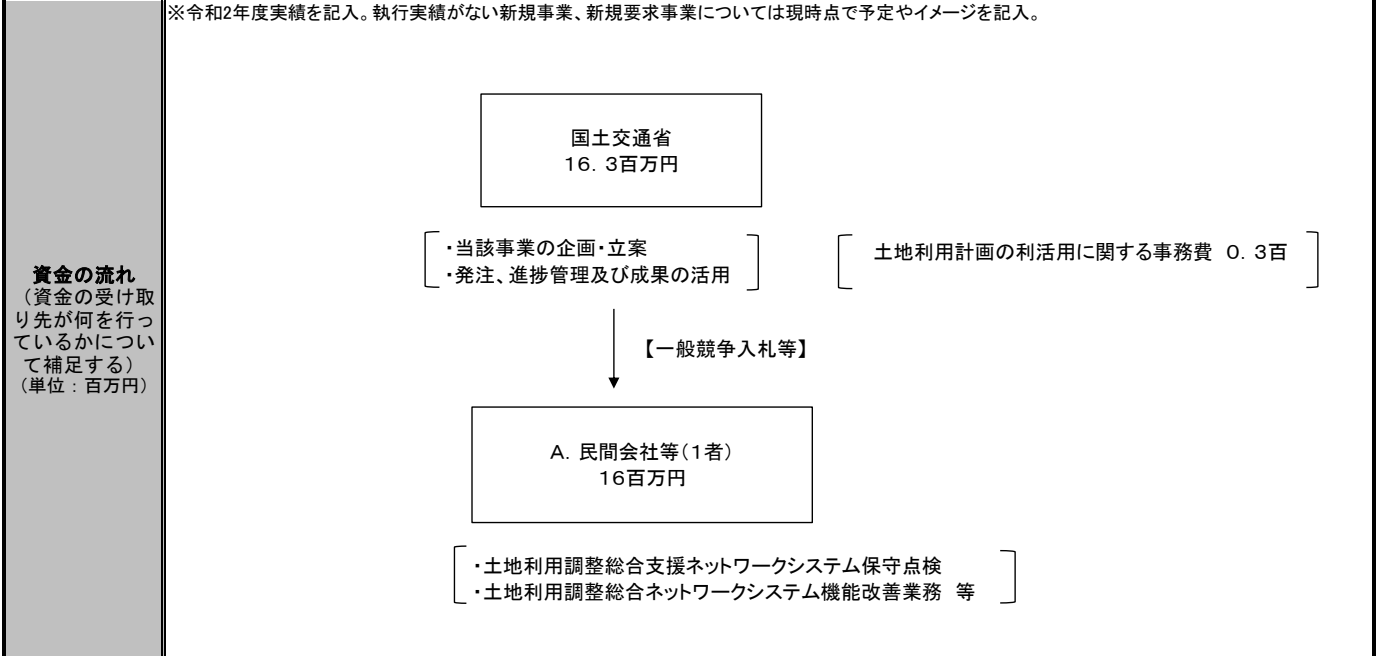 ※令和2年度実績を記入。執行実績がない新規事業、新規要求事業については現時点で予定やイメージを記入。
資金の流れ
（資金の受け取
り先が何を行っ
ているかについ
て補足する）
（単位：百万円）
国土交通省
１６．３百万円
・当該事業の企画・立案
・発注、進捗管理及び成果の活用
土地利用計画の利活用に関する事務費　０．３百
【一般競争入札等】
Ａ．民間会社等（１者）
１６百万円
・土地利用調整総合支援ネットワークシステム保守点検
・土地利用調整総合ネットワークシステム機能改善業務　等